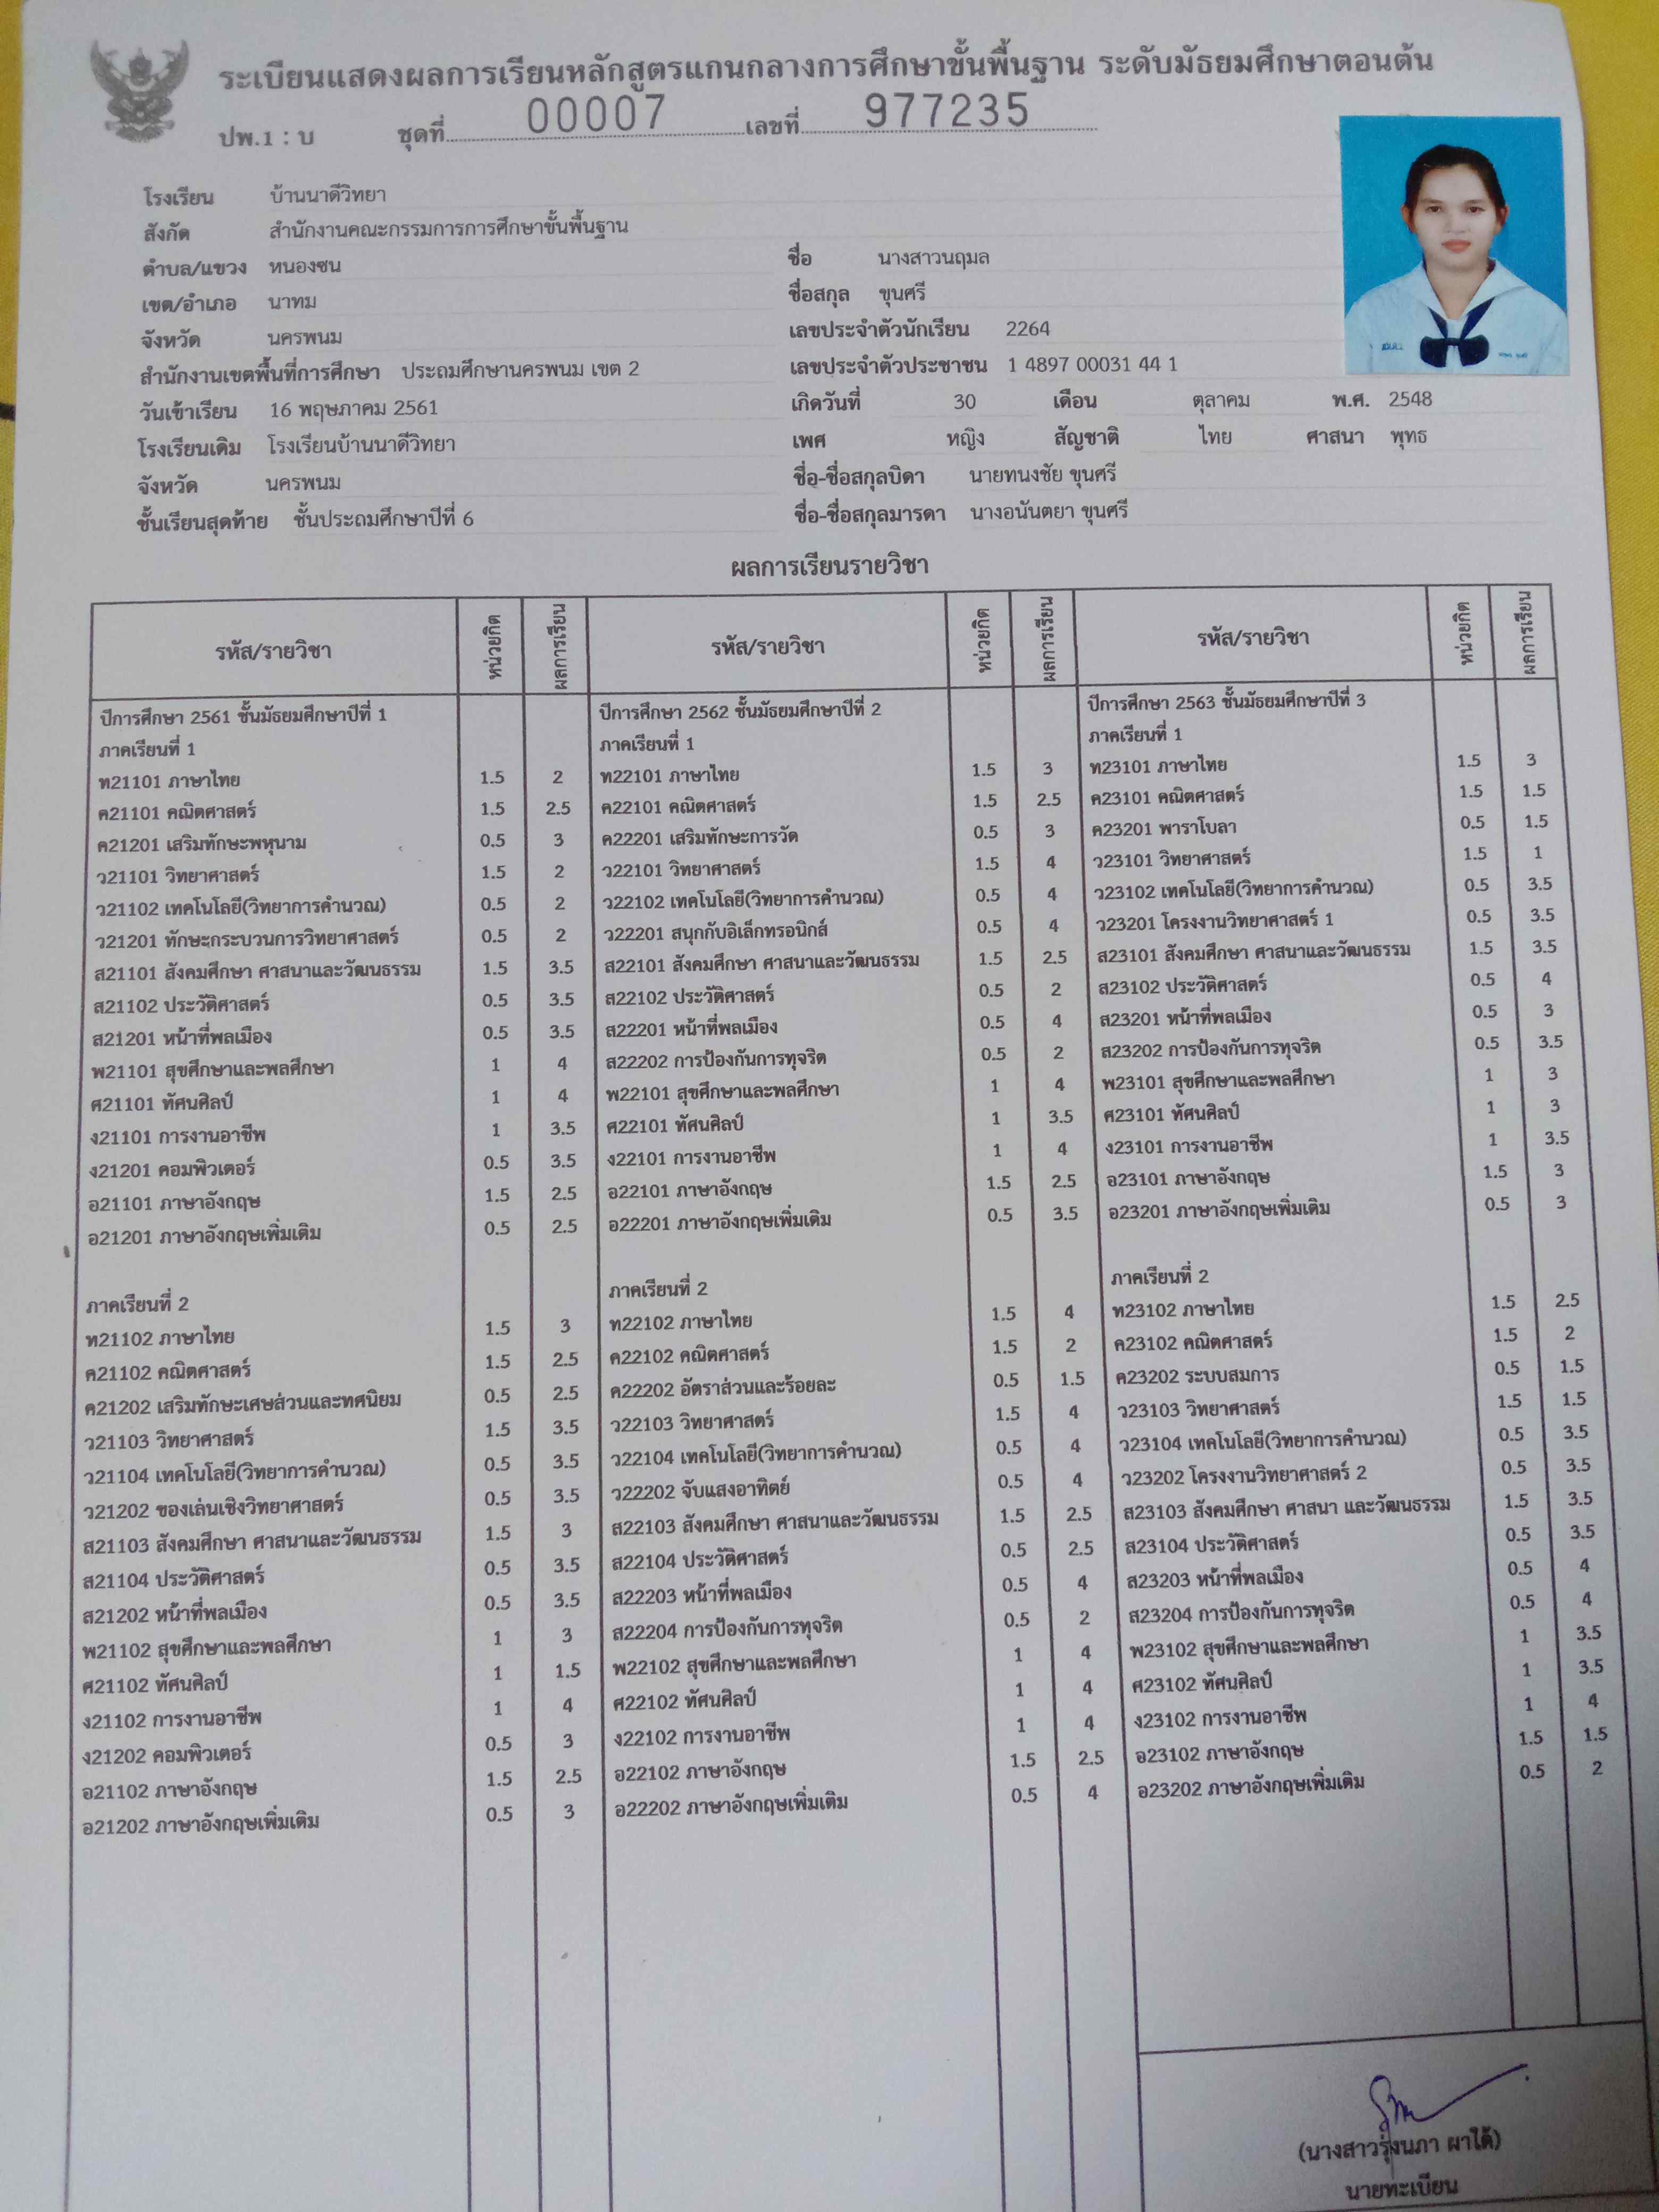 ระเบียนแสดงผลการเรียนหลักสูตรแกนกลางการศึกษาขั้นพื้นฐาน ระดับมัธยมศึกษาตอนต้น
ปพ.1 : บ ชุดที่ 00007 เลขที่ 977235
โรงเรียน บ้านนาดีวิทยา
สังกัด สำนักงานคณะกรรมการการศึกษาขั้นพื้นฐาน
ตำบล/แขวง หนองซน
เขต/อำเภอ นาทม
จังหวัด นครพนม
สำนักงานเขตพื้นที่การศึกษา ประถมศึกษานครพนม เขต 2
วันเข้าเรียน 16 พฤษภาคม 2561
โรงเรียนเดิม โรงเรียนบ้านนาดีวิทยา
จังหวัด นครพนม
ชั้นเรียนสุดท้าย ชั้นประถมศึกษาปีที่ 6
ชื่อ นางสาวนฤมล
ชื่อสกุล ขุนศรี
เลขประจำตัวนักเรียน 2264
เลขประจำตัวประชาชน 1 4897 00031 44 1
เกิดวันที่ 30 เดือน ตุลาคม พ.ศ. 2548
เพศ หญิง สัญชาติ ไทย ศาสนา พุทธ
ชื่อ-ชื่อสกุลบิดา นายทนงชัย ขุนศรี
ชื่อ-ชื่อสกุลมารดา นางอนันตยา ขุนศรี
ผลการเรียนรายวิชา
รหัส/รายวิชา หน่วยกิต ผลการเรียน
ปีการศึกษา 2561 ชั้นมัธยมศึกษาปีที่ 1
ภาคเรียนที่ 1
ท21101 ภาษาไทย 1.5 2
ค21101 คณิตศาสตร์ 1.5 2.5
ค21201 เสริมทักษะพหุนาม 0.5 3
ว21101 วิทยาศาสตร์ 1.5 2
ว21102 เทคโนโลยี(วิทยาการคำนวณ) 0.5 2
ว21201 ทักษะกระบวนการวิทยาศาสตร์ 0.5 2
ส21101 สังคมศึกษา ศาสนาและวัฒนธรรม 1.5 3.5
ส21102 ประวัติศาสตร์ 0.5 3.5
ส21201 หน้าที่พลเมือง 0.5 3.5
พ21101 สุขศึกษาและพลศึกษา 1 4
ศ21101 ทัศนศิลป์ 1 4
ง21101 การงานอาชีพ 1 3.5
ง21201 คอมพิวเตอร์ 0.5 3.5
อ21101 ภาษาอังกฤษ 1.5 2.5
อ21201 ภาษาอังกฤษเพิ่มเติม 0.5 2.5
ภาคเรียนที่ 2
ท21102 ภาษาไทย 1.5 3
ค21102 คณิตศาสตร์ 1.5 2.5
ค21202 เสริมทักษะเศษส่วนและทศนิยม 0.5 2.5
ว21103 วิทยาศาสตร์ 1.5 3.5
ว21104 เทคโนโลยี(วิทยาการคำนวณ) 0.5 3.5
ว21202 ของเล่นเชิงวิทยาศาสตร์ 0.5 3.5
ส21103 สังคมศึกษา ศาสนาและวัฒนธรรม 1.5 3
ส21104 ประวัติศาสตร์ 0.5 3.5
ส21202 หน้าที่พลเมือง 0.5 3.5
พ21102 สุขศึกษาและพลศึกษา 1 3
ศ21102 ทัศนศิลป์ 1 1.5
ง21102 การงานอาชีพ 1 4
ง21202 คอมพิวเตอร์ 0.5 3
อ21102 ภาษาอังกฤษ 1.5 2.5
อ21202 ภาษาอังกฤษเพิ่มเติม 0.5 3
รหัส/รายวิชา หน่วยกิต ผลการเรียน
ปีการศึกษา 2562 ชั้นมัธยมศึกษาปีที่ 2
ภาคเรียนที่ 1
ท22101 ภาษาไทย 1.5 3
ค22101 คณิตศาสตร์ 1.5 2.5
ค22201 เสริมทักษะการวัด 0.5 3
ว22101 วิทยาศาสตร์ 1.5 4
ว22102 เทคโนโลยี(วิทยาการคำนวณ) 0.5 4
ว22201 สนุกกับอิเล็กทรอนิกส์ 0.5 4
ส22101 สังคมศึกษา ศาสนาและวัฒนธรรม 1.5 2.5
ส22102 ประวัติศาสตร์ 0.5 2
ส22201 หน้าที่พลเมือง 0.5 4
ส22202 การป้องกันการทุจริต 0.5 2
พ22101 สุขศึกษาและพลศึกษา 1 4
ศ22101 ทัศนศิลป์ 1 3.5
ง22101 การงานอาชีพ 1 4
อ22101 ภาษาอังกฤษ 1.5 2.5
อ22201 ภาษาอังกฤษเพิ่มเติม 0.5 3.5
ภาคเรียนที่ 2
ท22102 ภาษาไทย 1.5 4
ค22102 คณิตศาสตร์ 1.5 2
ค22202 อัตราส่วนและร้อยละ 0.5 1.5
ว22103 วิทยาศาสตร์ 1.5 4
ว22104 เทคโนโลยี(วิทยาการคำนวณ) 0.5 4
ว22202 จับแสงอาทิตย์ 0.5 4
ส22103 สังคมศึกษา ศาสนาและวัฒนธรรม 1.5 2.5
ส22104 ประวัติศาสตร์ 0.5 2.5
ส22203 หน้าที่พลเมือง 0.5 4
ส22204 การป้องกันการทุจริต 0.5 2
พ22102 สุขศึกษาและพลศึกษา 1 4
ศ22102 ทัศนศิลป์ 1 4
ง22102 การงานอาชีพ 1 4
อ22102 ภาษาอังกฤษ 1.5 2.5
อ22202 ภาษาอังกฤษเพิ่มเติม 0.5 4
รหัส/รายวิชา หน่วยกิต ผลการเรียน
ปีการศึกษา 2563 ชั้นมัธยมศึกษาปีที่ 3
ภาคเรียนที่ 1
ท23101 ภาษาไทย 1.5 3
ค23101 คณิตศาสตร์ 1.5 1.5
ค23201 พาราโบลา 0.5 1.5
ว23101 วิทยาศาสตร์ 1.5 1
ว23102 เทคโนโลยี(วิทยาการคำนวณ) 0.5 3.5
ว23201 โครงงานวิทยาศาสตร์ 1 0.5 3.5
ส23101 สังคมศึกษา ศาสนาและวัฒนธรรม 1.5 3.5
ส23102 ประวัติศาสตร์ 0.5 4
ส23201 หน้าที่พลเมือง 0.5 3
ส23202 การป้องกันการทุจริต 0.5 3.5
พ23101 สุขศึกษาและพลศึกษา 1 3
ศ23101 ทัศนศิลป์ 1 3
ง23101 การงานอาชีพ 1 3.5
อ23101 ภาษาอังกฤษ 1.5 3
อ23201 ภาษาอังกฤษเพิ่มเติม 0.5 3
ภาคเรียนที่ 2
ท23102 ภาษาไทย 1.5 2.5
ค23102 คณิตศาสตร์ 1.5 2
ค23202 ระบบสมการ 0.5 1.5
ว23103 วิทยาศาสตร์ 1.5 1.5
ว23104 เทคโนโลยี(วิทยาการคำนวณ) 0.5 3.5
ว23202 โครงงานวิทยาศาสตร์ 2 0.5 3.5
ส23103 สังคมศึกษา ศาสนา และวัฒนธรรม 1.5 3.5
ส23104 ประวัติศาสตร์ 0.5 3.5
ส23203 หน้าที่พลเมือง 0.5 4
ส23204 การป้องกันการทุจริต 0.5 4
พ23102 สุขศึกษาและพลศึกษา 1 3.5
ศ23102 ทัศนศิลป์ 1 3.5
ง23102 การงานอาชีพ 1 4
อ23102 ภาษาอังกฤษ 1.5 1.5
อ23202 ภาษาอังกฤษเพิ่มเติม 0.5 2
(นางสาวรุ่งนภา ผาใต้)
นายทะเบียน